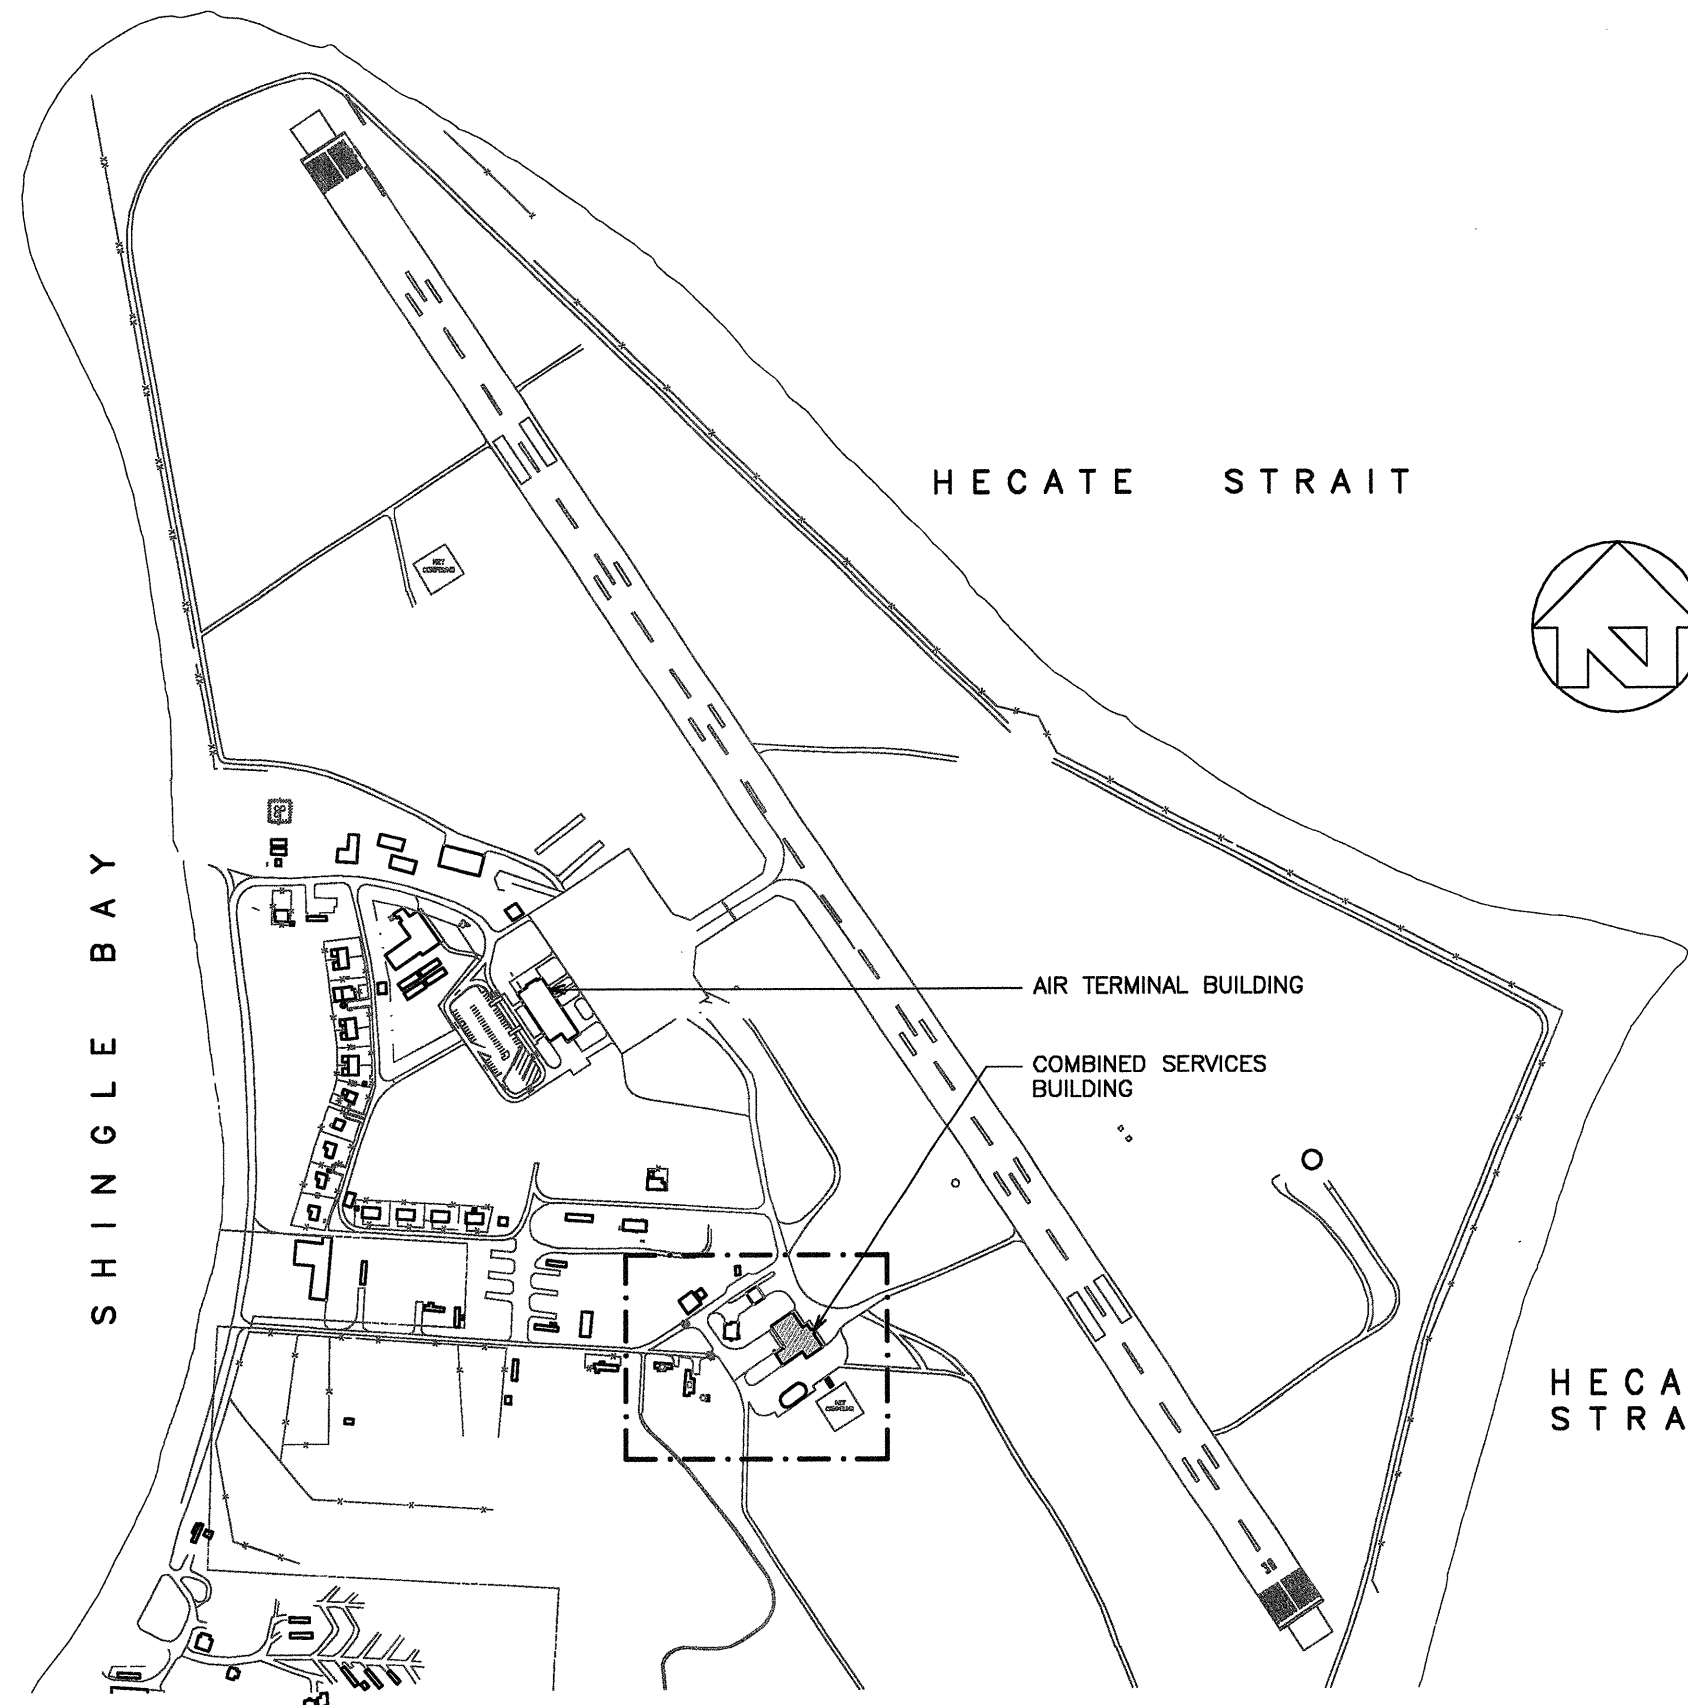 HECATE STRAIT
N
SHINGLE BAY
AIR TERMINAL BUILDING
COMBINED SERVICES
BUILDING
HECA
STRA